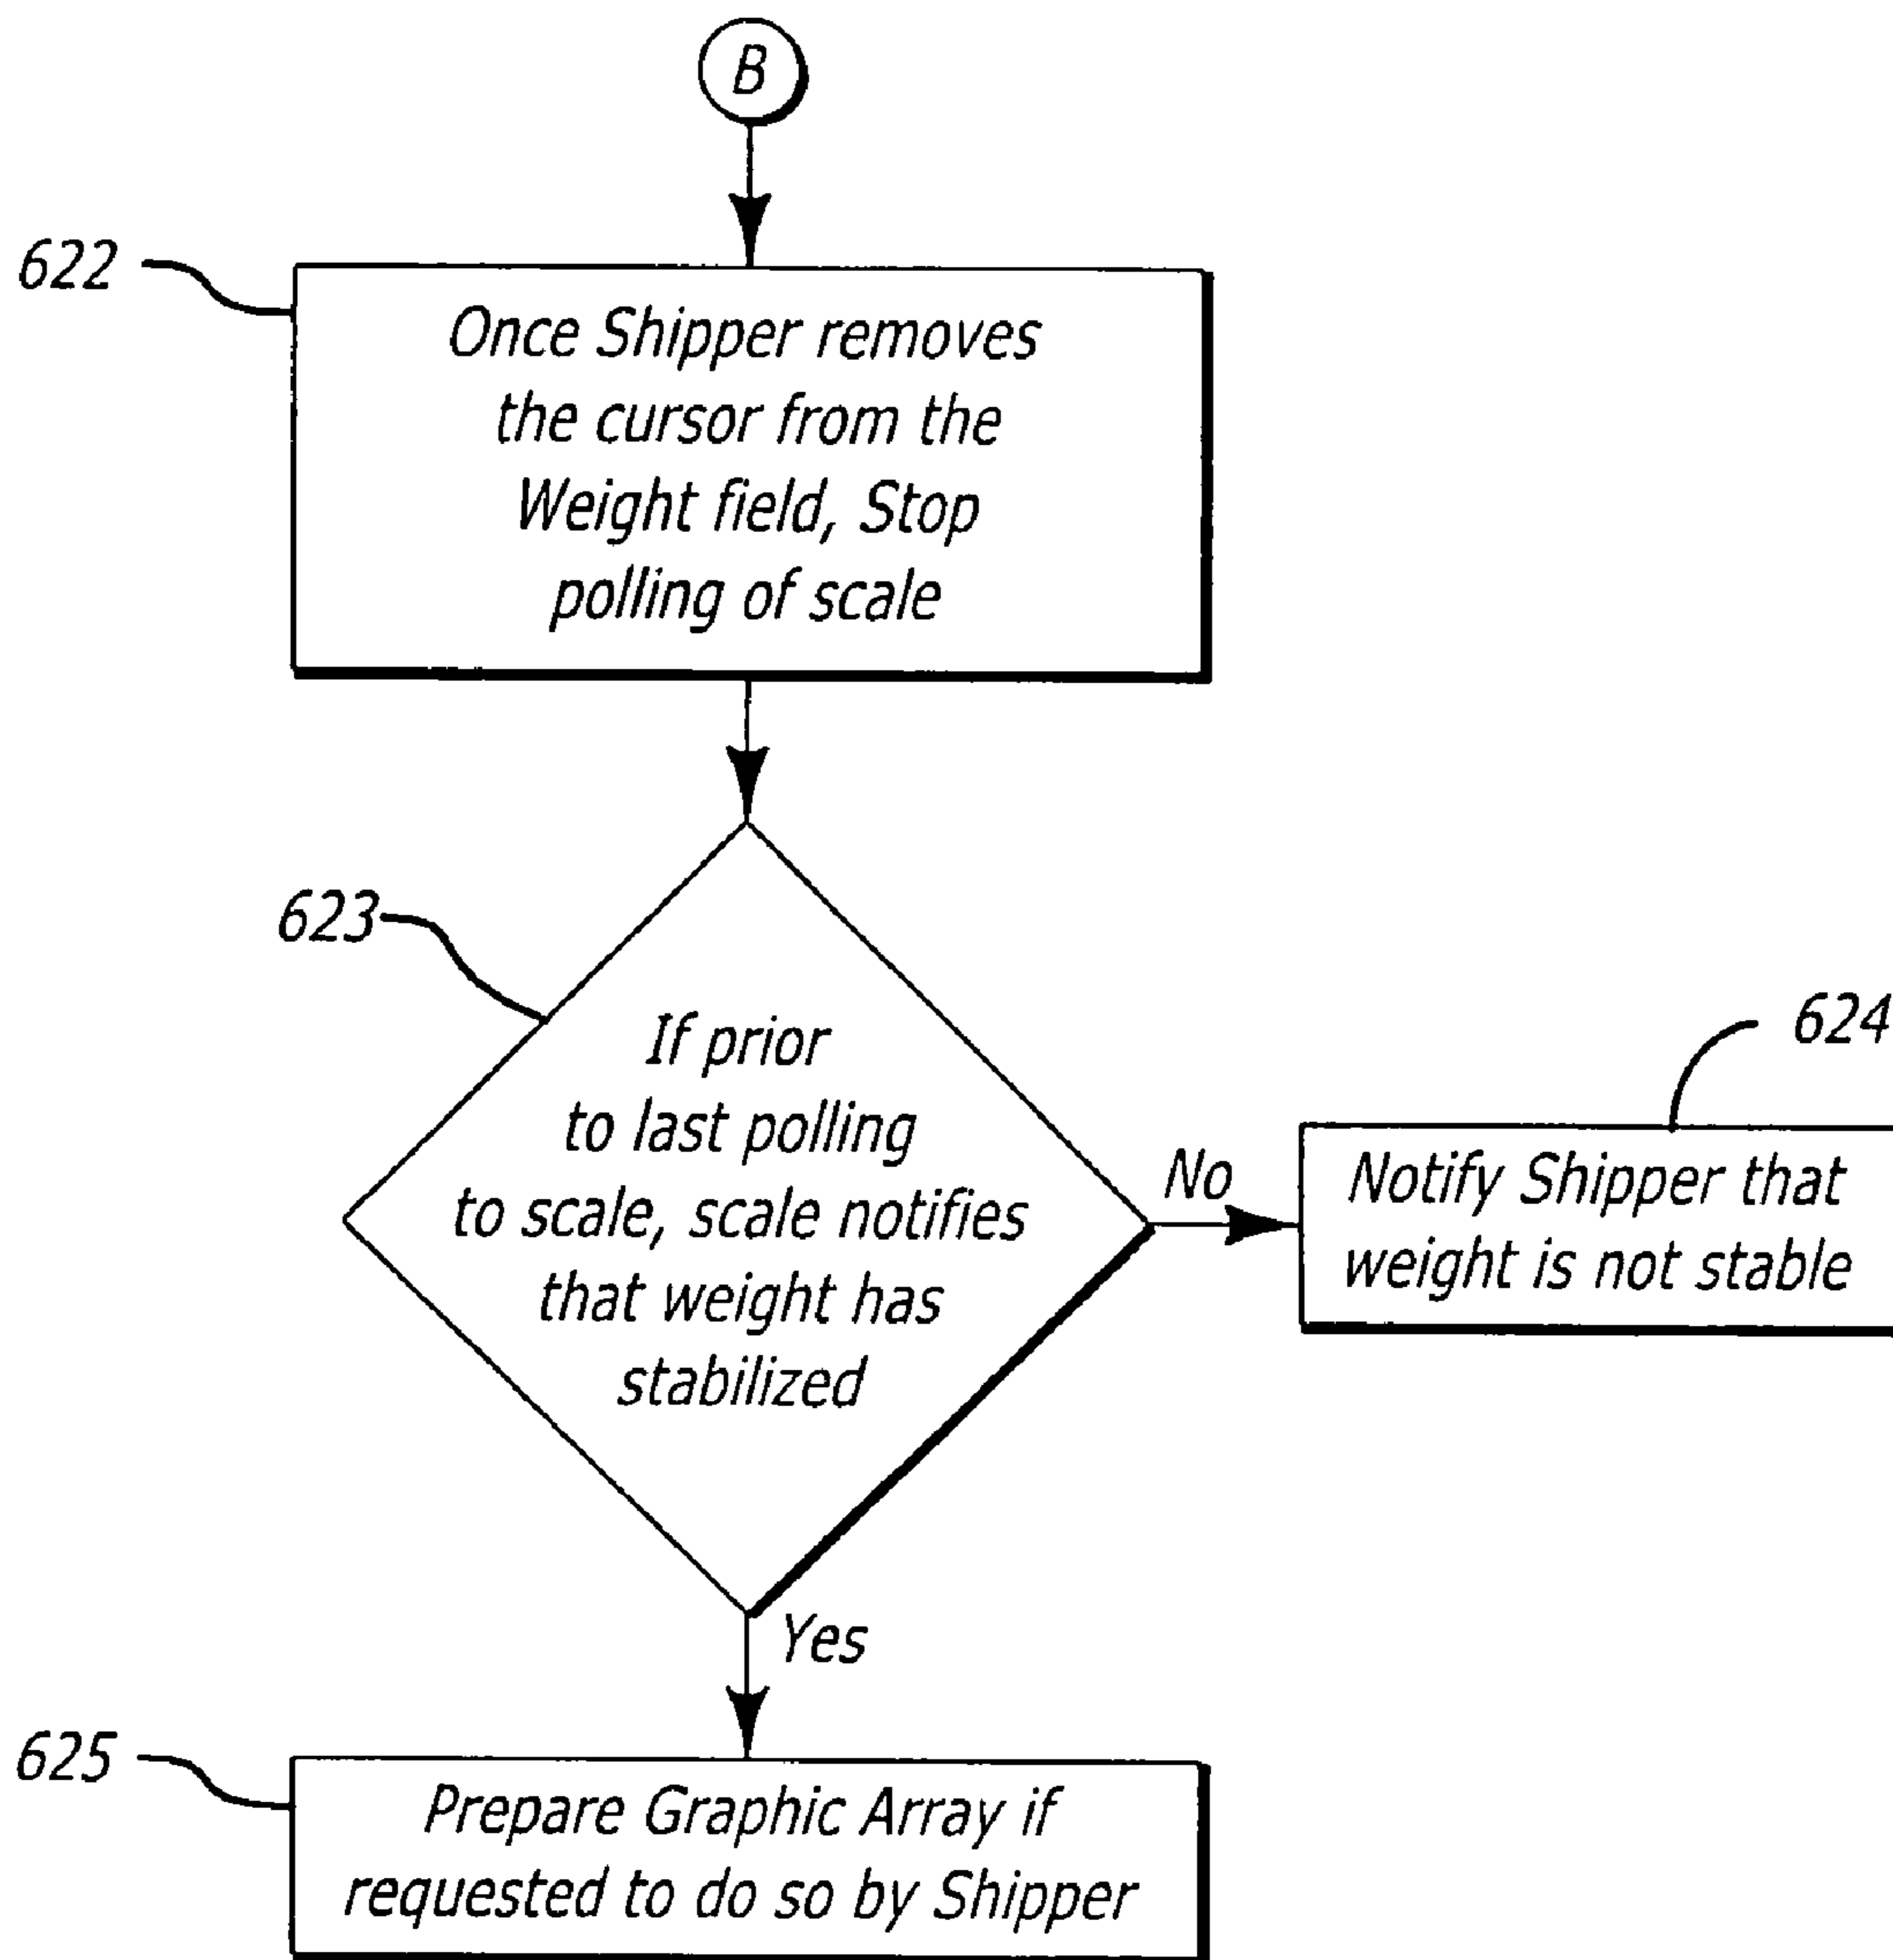 B
622
Once Shipper removes
the cursor from the
Weight field, Stop
polling of scale
623
If prior
to last polling
to scale, scale notifies
that weight has
stabilized
No
624
Notify Shipper that
weight is not stable
Yes
625
Prepare Graphic Array if
requested to do so by Shipper